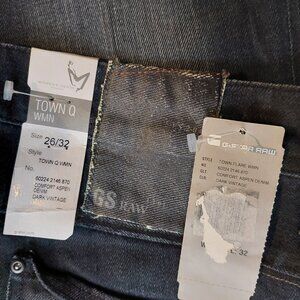 TOWN Q
WMN
Size
26/32
Style
TOWN Q WMN
No.
60224 2146 870
COMFORT ASPEN
DENIM
DARK VINTAGE
GS RAW
G-STAR RAW
TOWN FLARE WMN
60224 2146 870
COMFORT ASPEN DENIM
DARK VINTAGE
L: 32